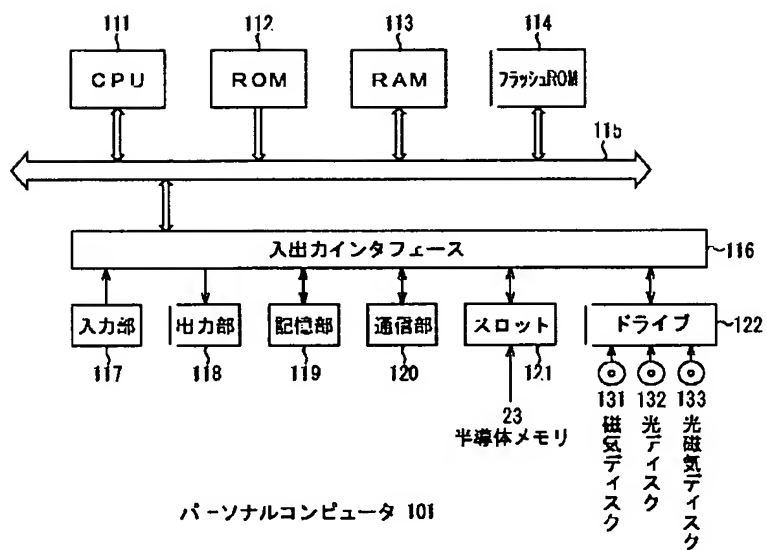 111 112 113 114
CPU ROM RAM フラッシュROM
115
入出力インタフェース 116
入力部 出力部 記憶部 通信部 スロット ドライブ 122
117 118 119 120 121
131 132 133
磁気ディスク
光ディスク
光磁気ディスク
23
半導体メモリ
パーソナルコンピュータ 101